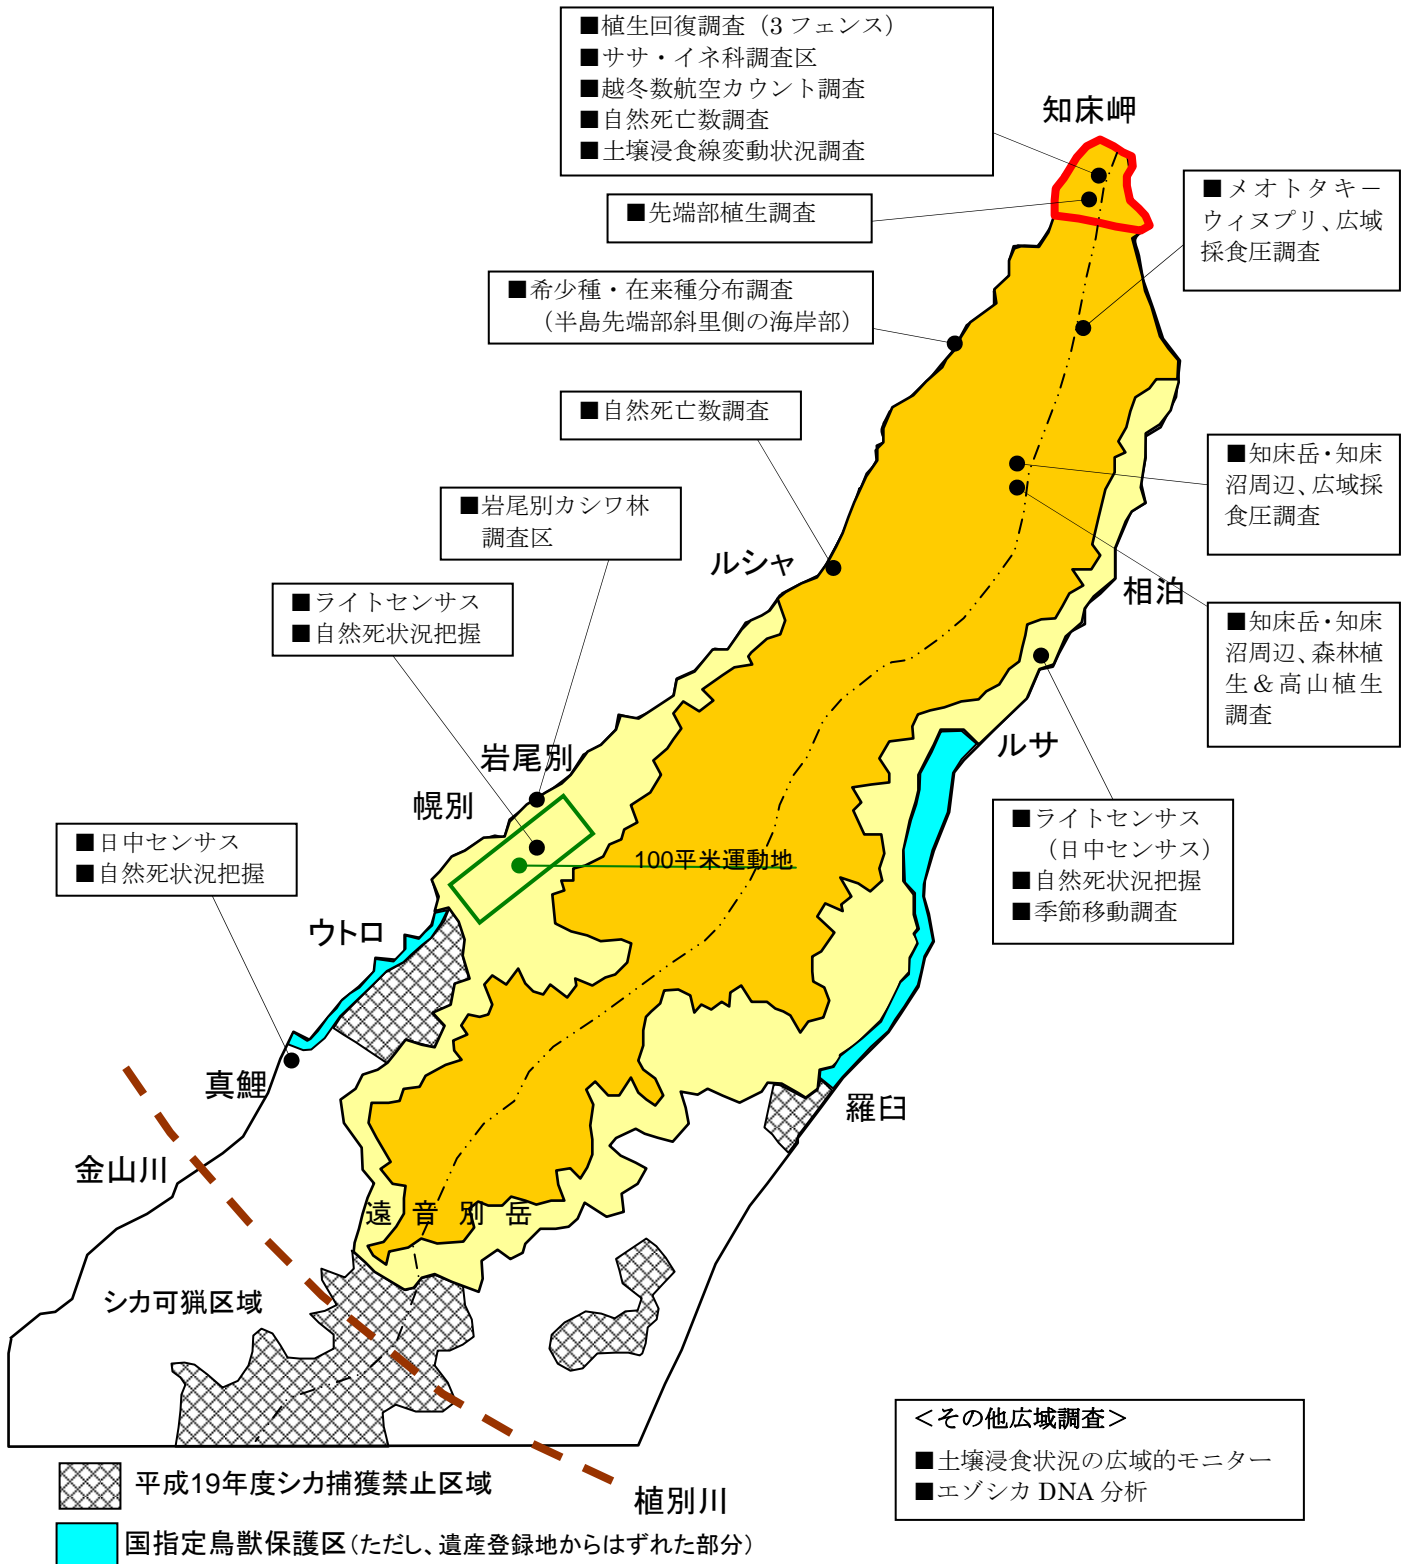 ■植生回復調査（3 フェンス）
■ササ・イネ科調査区
■越冬数航空カウント調査
■自然死亡数調査
■土壌浸食線変動状況調査
知床岬
■メオトタキー
ウィヌプリ、広域
採食圧調査
■先端部植生調査
■希少種・在来種分布調査
（半島先端部斜里側の海岸部）
■自然死亡数調査
■知床岳・知床
沼周辺、広域採
食圧調査
■岩尾別カシワ林
調査区
ルシャ
相泊
■ライトセンサス
■自然死状況把握
■知床岳・知床
沼周辺、森林植
生＆高山植生
調査
ルサ
岩尾別
幌別
■ライトセンサス
（日中センサス）
■自然死状況把握
■季節移動調査
■日中センサス
■自然死状況把握
100平米運動地
ウトロ
真鯉
羅臼
金山川
遠音別岳
シカ可猟区域
＜その他広域調査＞
■土壌浸食状況の広域的モニター
■エゾシカ DNA 分析
平成19年度シカ捕獲禁止区域
植別川
国指定鳥獣保護区（ただし、遺産登録地からはずれた部分）